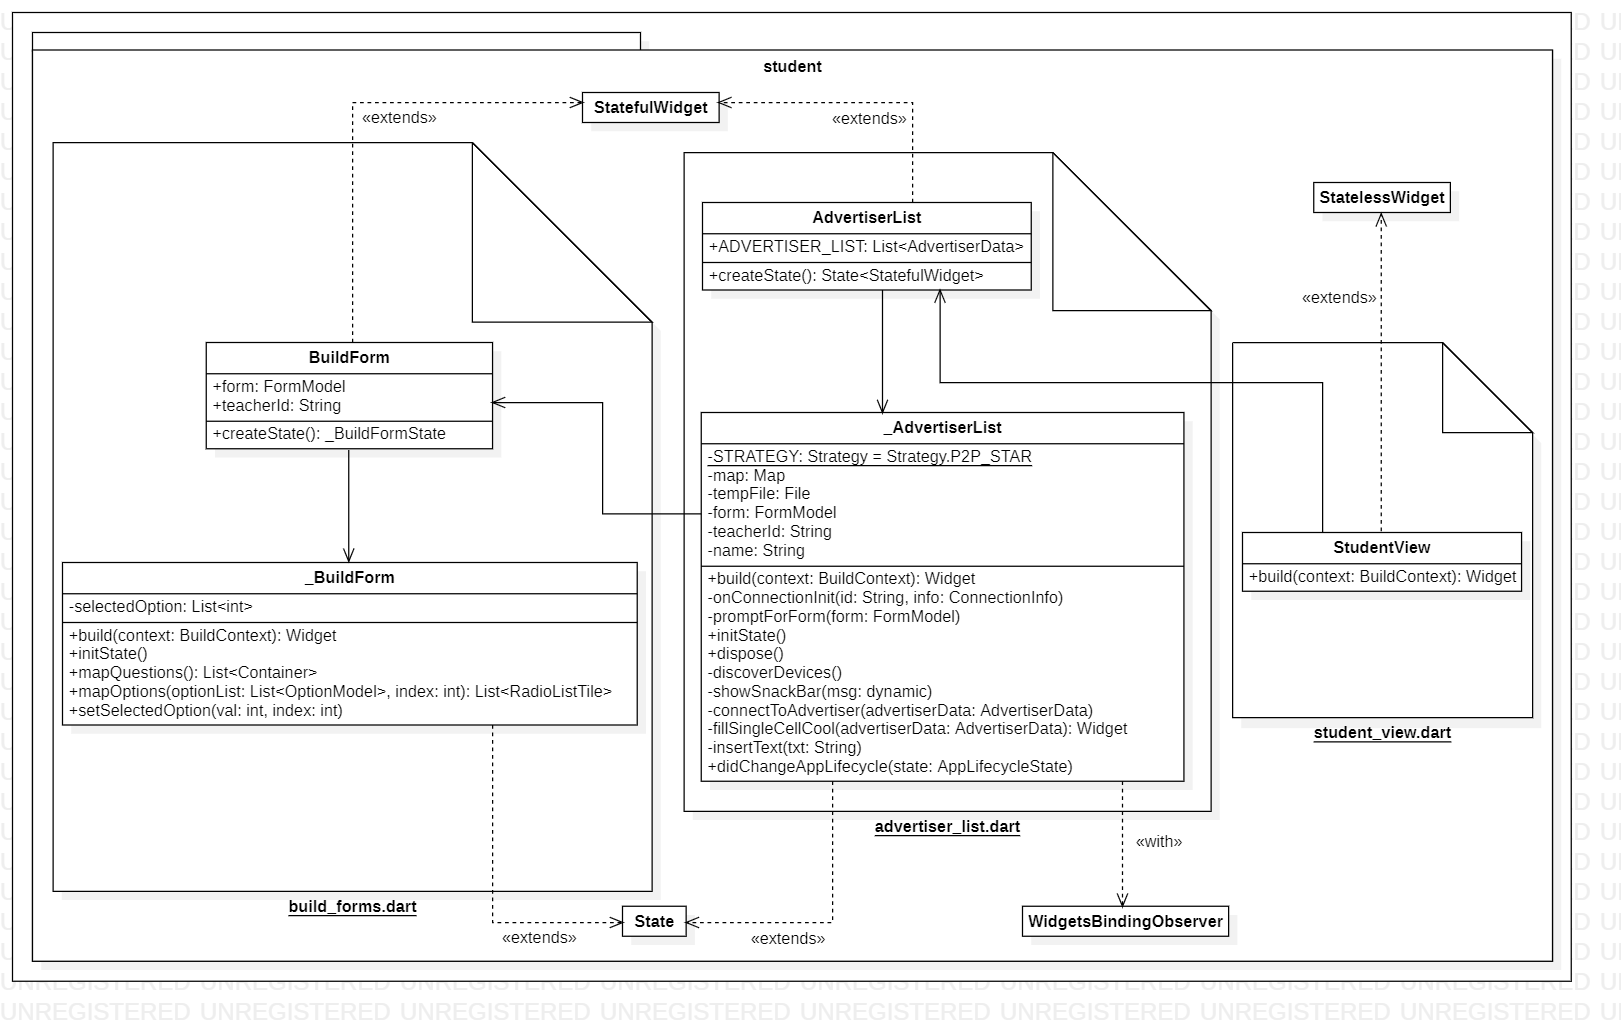 student
StatefulWidget
«extends»
«extends»
StatelessWidget
«extends»
AdvertiserList
+ADVERTISER_LIST: List<AdvertiserData>
+createState(): State<StatefulWidget>
BuildForm
+form: FormModel
+teacherId: String
+createState(): _BuildFormState
_AdvertiserList
-STRATEGY: Strategy = Strategy.P2P_STAR
-map: Map
-tempFile: File
-form: FormModel
-teacherId: String
-name: String
+build(context: BuildContext): Widget
-onConnectionInit(id: String, info: ConnectionInfo)
-promptForForm(form: FormModel)
+initState()
+dispose()
-discoverDevices()
-showSnackBar(msg: dynamic)
-connectToAdvertiser(advertiserData: AdvertiserData)
-fillSingleCellCool(advertiserData: AdvertiserData): Widget
-insertText(txt: String)
+didChangeAppLifecycle(state: AppLifecycleState)
StudentView
+build(context: BuildContext): Widget
_BuildForm
-selectedOption: List<int>
+build(context: BuildContext): Widget
+initState()
+mapQuestions(): List<Container>
+mapOptions(optionList: List<OptionModel>, index: int): List<RadioListTile>
+setSelectedOption(val: int, index: int)
student_view.dart
advertiser_list.dart
«with»
build_forms.dart
State
WidgetsBindingObserver
«extends»
«extends»
UNREGISTERED UNREGISTERED UNREGISTERED UNREGISTERED UNREGISTERED UNREGISTERED UNREGISTERED UNREGISTERED